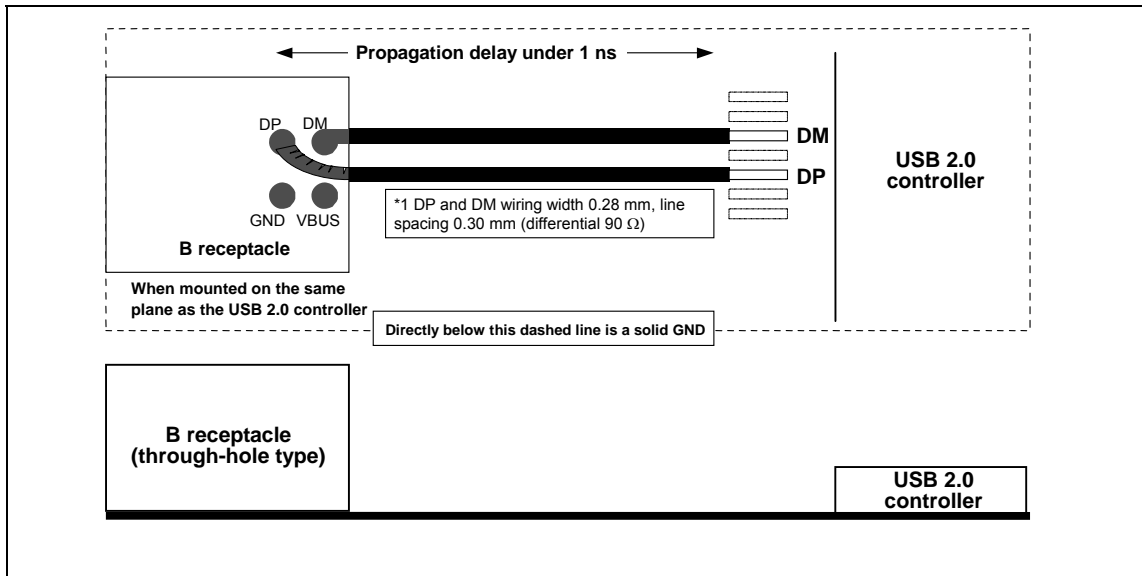 Propagation delay under 1 ns
DP DM
DM
DP
GND VBUS
B receptacle
*1 DP and DM wiring width 0.28 mm, line
spacing 0.30 mm (differential 90 Ω)
USB 2.0
controller
When mounted on the same
plane as the USB 2.0 controller
Directly below this dashed line is a solid GND
B receptacle
(through-hole type)
USB 2.0
controller